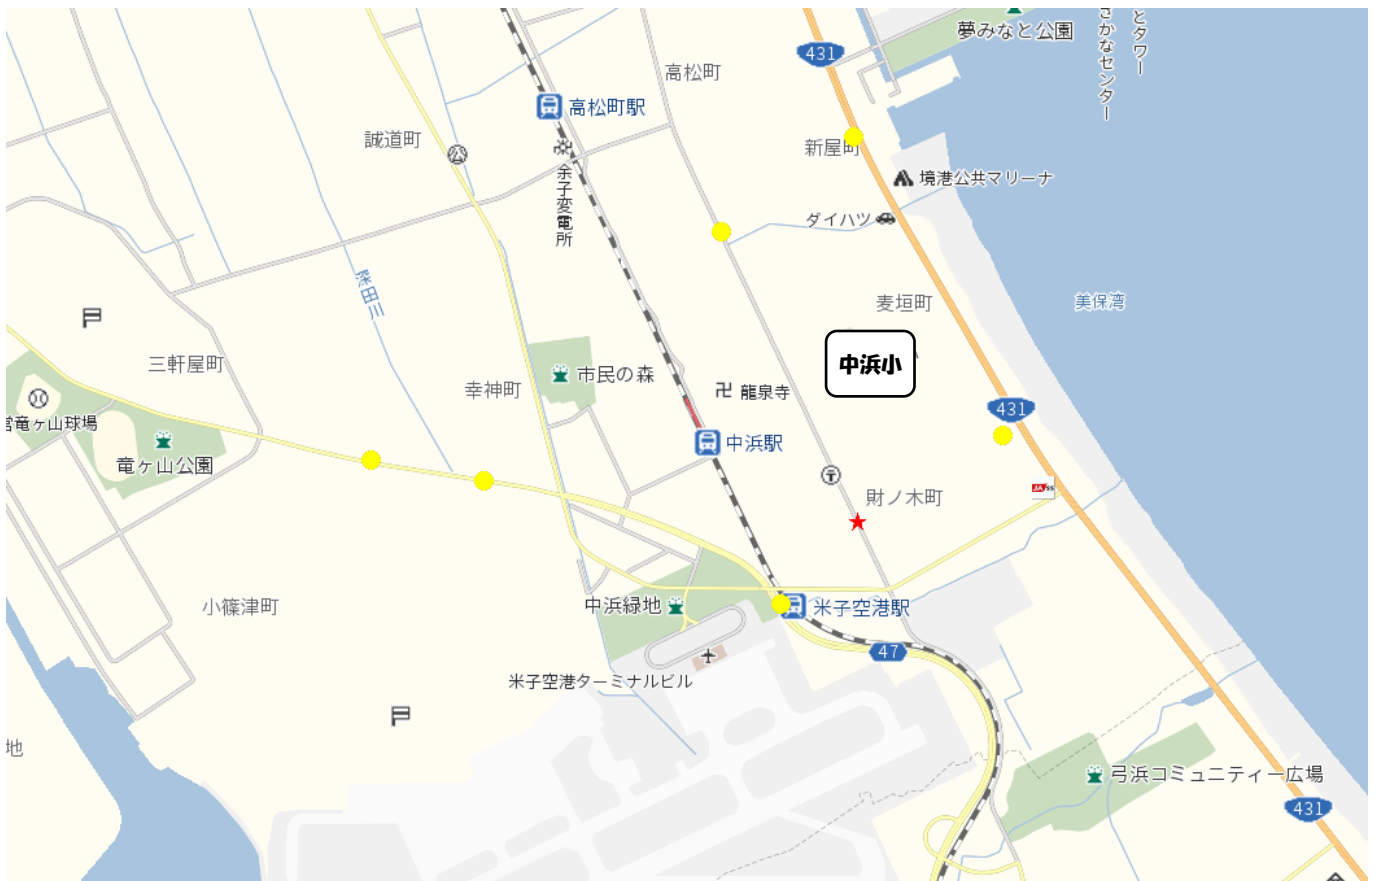 夢みなと公園
とタワー
さかなセンター
431
高松町
高松町駅
誠道町
新屋町
境港公共マリーナ
余子変電所
ダイハツ
深田川
麦垣町
美保湾
三軒屋町
中浜小
市民の森
幸神町
龍泉寺
営竜ヶ山球場
431
中浜駅
竜ヶ山公園
財ノ木町
JA-SS
小篠津町
中浜緑地
米子空港駅
47
米子空港ターミナルビル
地
弓浜コミュニティー広場
431